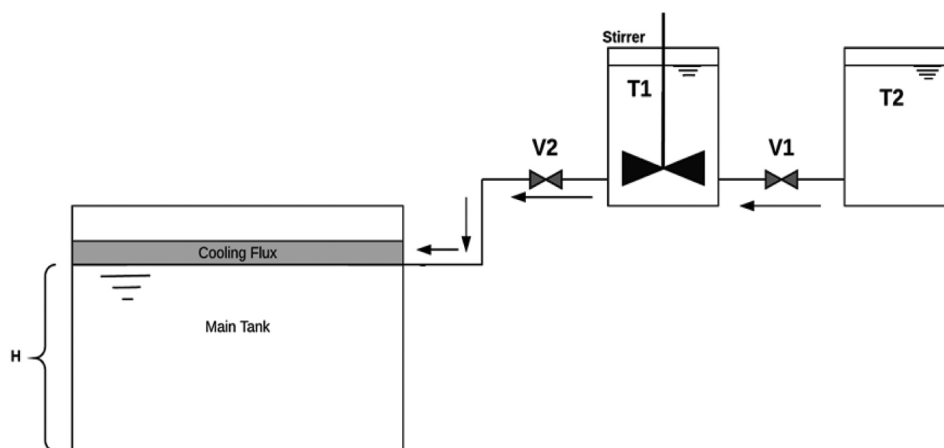 Stirrer
T1
T2
V2
V1
Cooling Flux
Main Tank
H